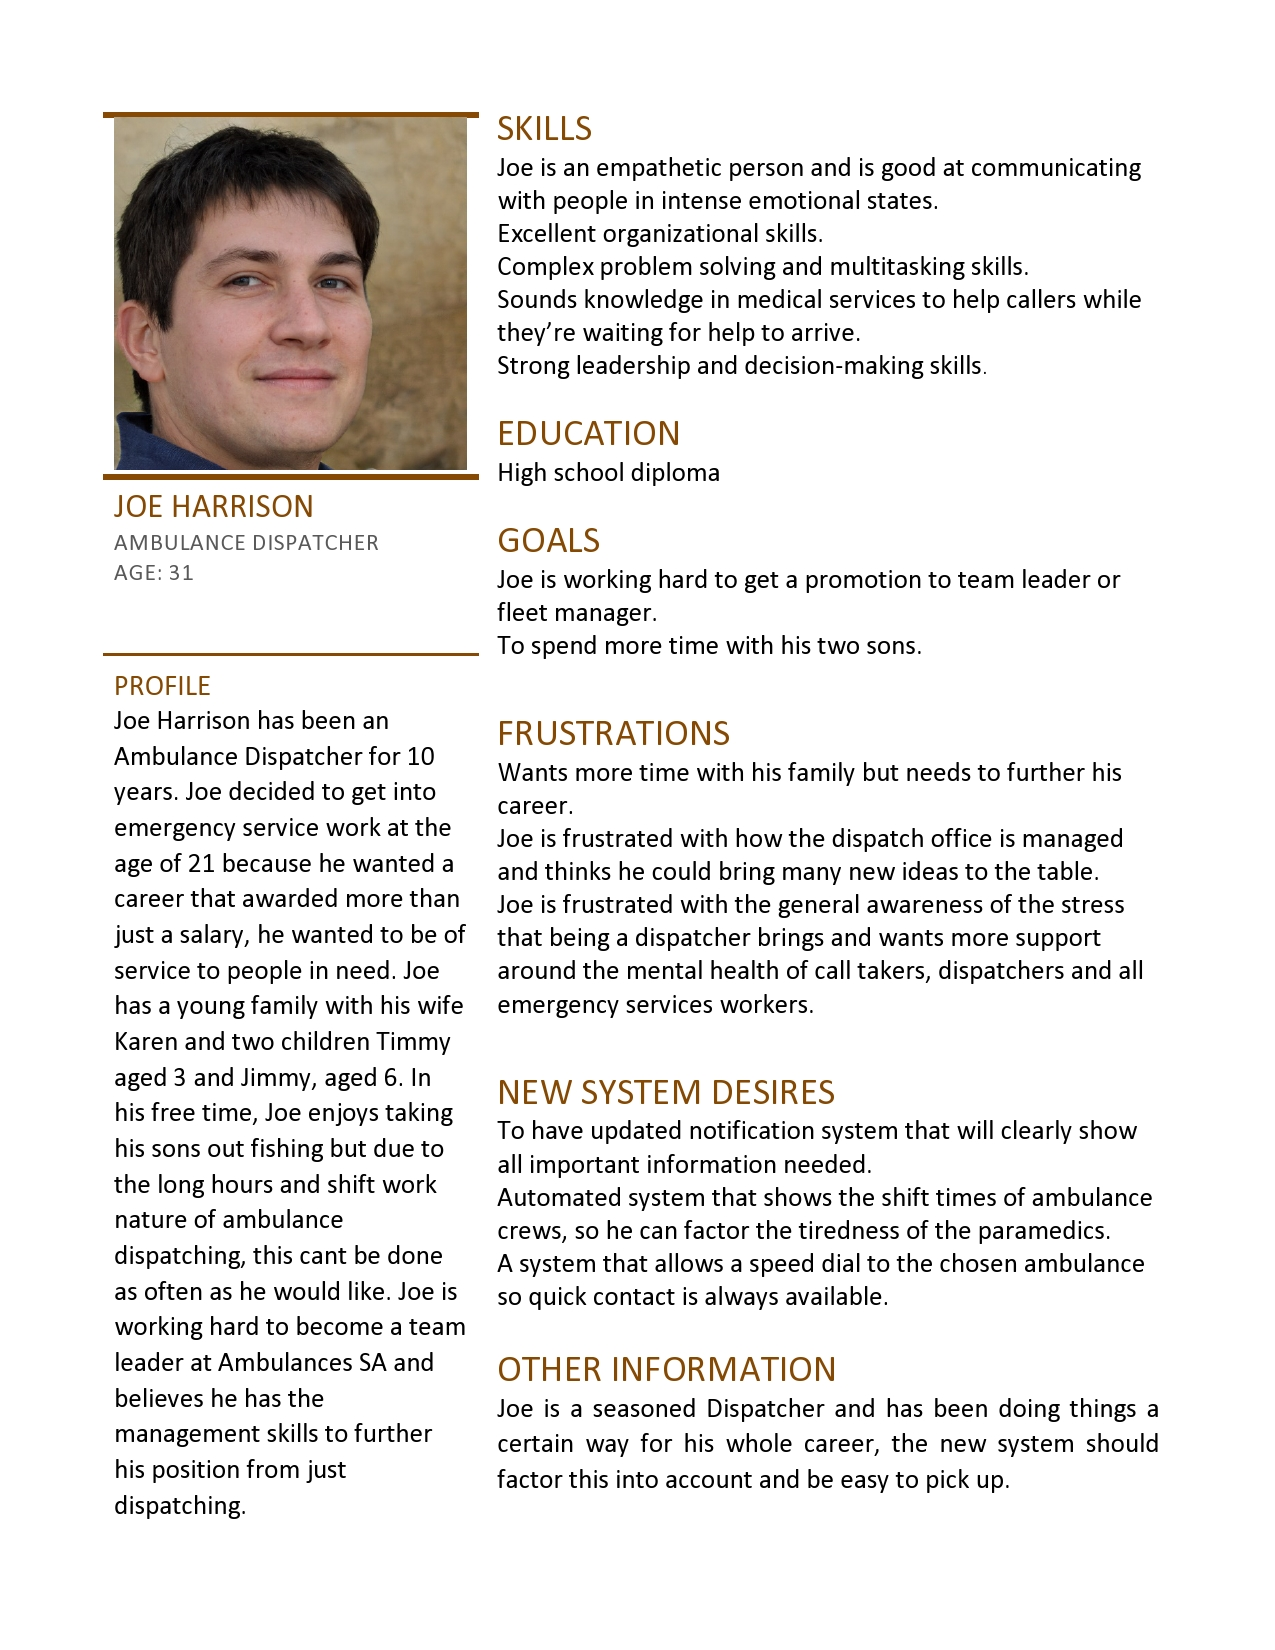 JOE HARRISON
AMBULANCE DISPATCHER
AGE: 31
PROFILE
Joe Harrison has been an
Ambulance Dispatcher for 10
years. Joe decided to get into
emergency service work at the
age of 21 because he wanted a
career that awarded more than
just a salary, he wanted to be of
service to people in need. Joe
has a young family with his wife
Karen and two children Timmy
aged 3 and Jimmy, aged 6. In
his free time, Joe enjoys taking
his sons out fishing but due to
the long hours and shift work
nature of ambulance
dispatching, this cant be done
as often as he would like. Joe is
working hard to become a team
leader at Ambulances SA and
believes he has the
management skills to further
his position from just
dispatching.
SKILLS
Joe is an empathetic person and is good at communicating
with people in intense emotional states.
Excellent organizational skills.
Complex problem solving and multitasking skills.
Sounds knowledge in medical services to help callers while
they’re waiting for help to arrive.
Strong leadership and decision-making skills.
EDUCATION
High school diploma
GOALS
Joe is working hard to get a promotion to team leader or
fleet manager.
To spend more time with his two sons.
FRUSTRATIONS
Wants more time with his family but needs to further his
career.
Joe is frustrated with how the dispatch office is managed
and thinks he could bring many new ideas to the table.
Joe is frustrated with the general awareness of the stress
that being a dispatcher brings and wants more support
around the mental health of call takers, dispatchers and all
emergency services workers.
NEW SYSTEM DESIRES
To have updated notification system that will clearly show
all important information needed.
Automated system that shows the shift times of ambulance
crews, so he can factor the tiredness of the paramedics.
A system that allows a speed dial to the chosen ambulance
so quick contact is always available.
OTHER INFORMATION
Joe is a seasoned Dispatcher and has been doing things a
certain way for his whole career, the new system should
factor this into account and be easy to pick up.